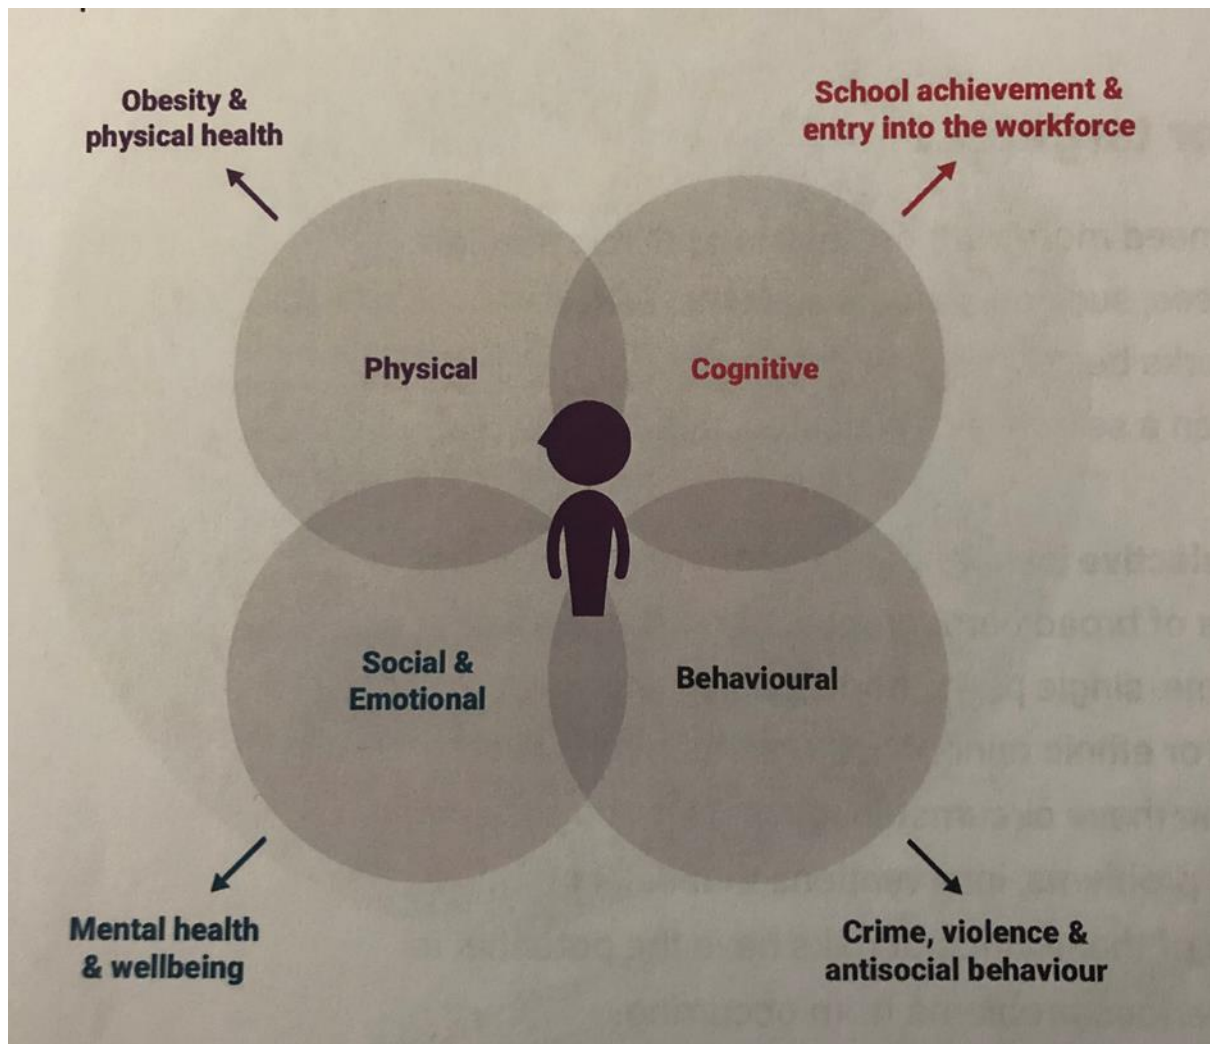 Obesity &
physical health
School achievement &
entry into the workforce
Physical
Cognitive
Social &
Emotional
Behavioural
Mental health
& wellbeing
Crime, violence &
antisocial behaviour